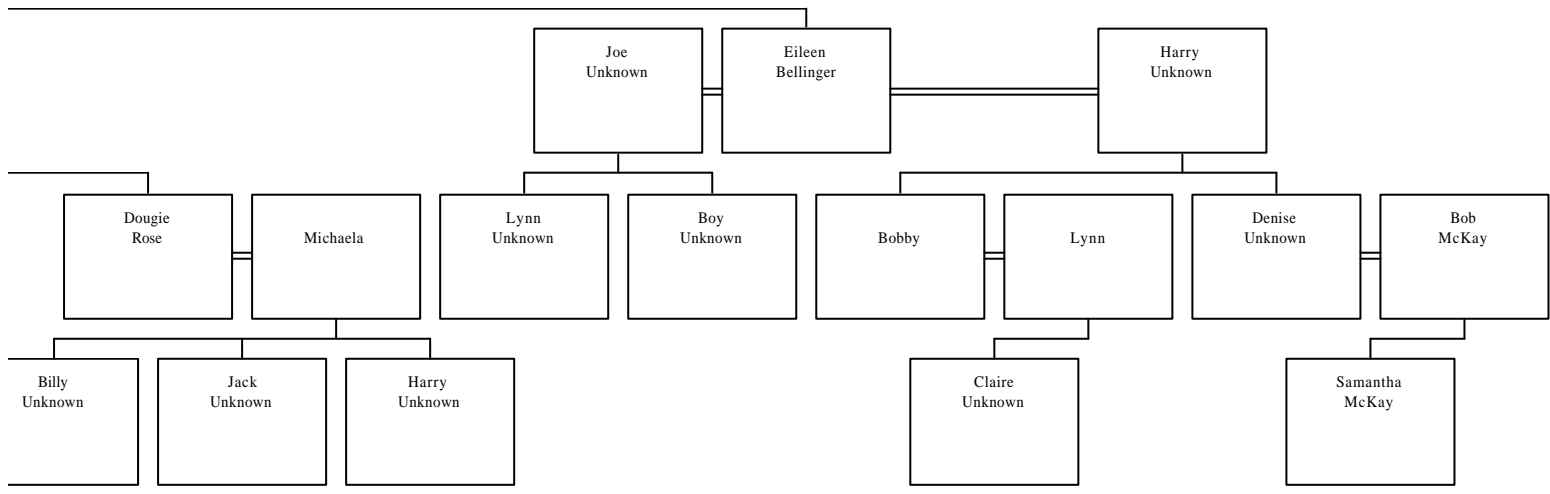 Joe
Unknown
Eileen
Bellinger
Harry
Unknown
Dougie
Rose
Michaela
Lynn
Unknown
Boy
Unknown
Bobby
Lynn
Denise
Unknown
Bob
McKay
Billy
Unknown
Jack
Unknown
Harry
Unknown
Claire
Unknown
Samantha
McKay